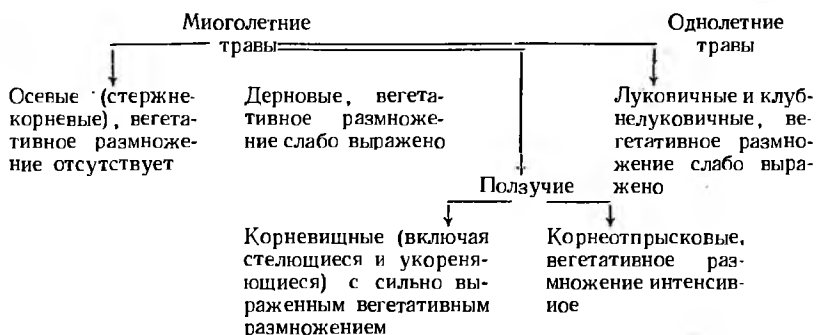 Миоголетние
травы
Однолетние
травы
Осевые (стержне-
корневые), вегета-
тивное размноже-
ние отсутствует
Дерновые, вегета-
тивное размноже-
ние слабо выражено
Луковичные и клуб-
нелуковичные, ве-
гетативное размно-
жение слабо выра-
жено
Ползучие
Корневищные (включая
стелющиеся и укореня-
ющиеся) с сильно вы-
раженным вегетативным
размножением
Корнеотпрысковые,
вегетативное раз-
множение интенсив-
иое